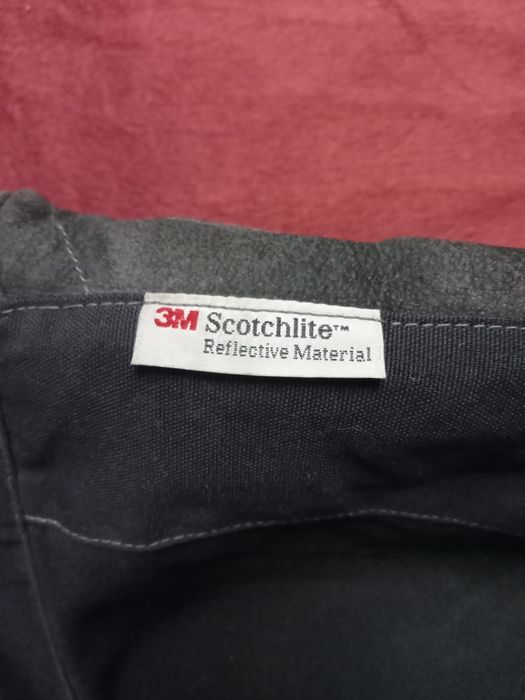 3M Scotchlite™
Reflective Material